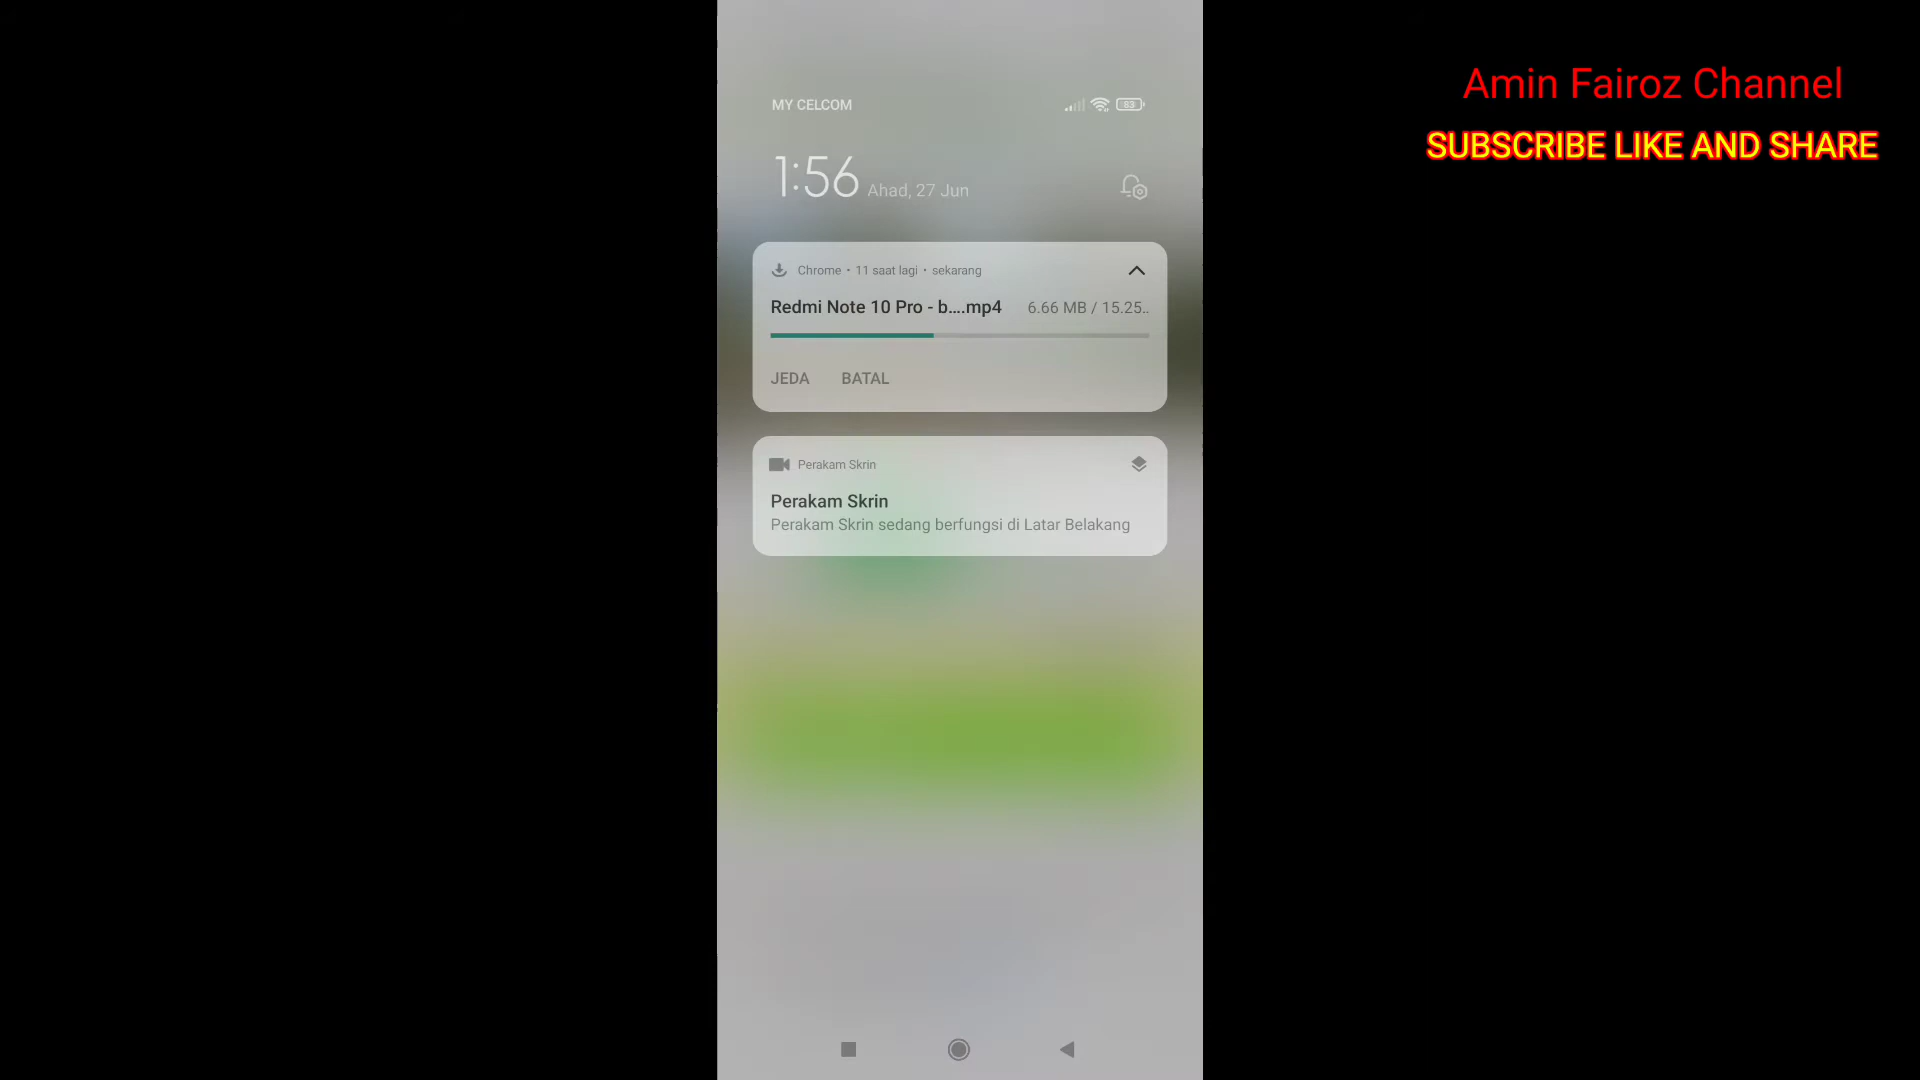 MY CELCOM
83
1:56 Ahad, 27 Jun
Chrome • 11 saat lagi • sekarang
Redmi Note 10 Pro - b....mp4 6.66 MB / 15.25..
JEDA BATAL
Perakam Skrin
Perakam Skrin
Perakam Skrin sedang berfungsi di Latar Belakang
Amin Fairoz Channel
SUBSCRIBE LIKE AND SHARE